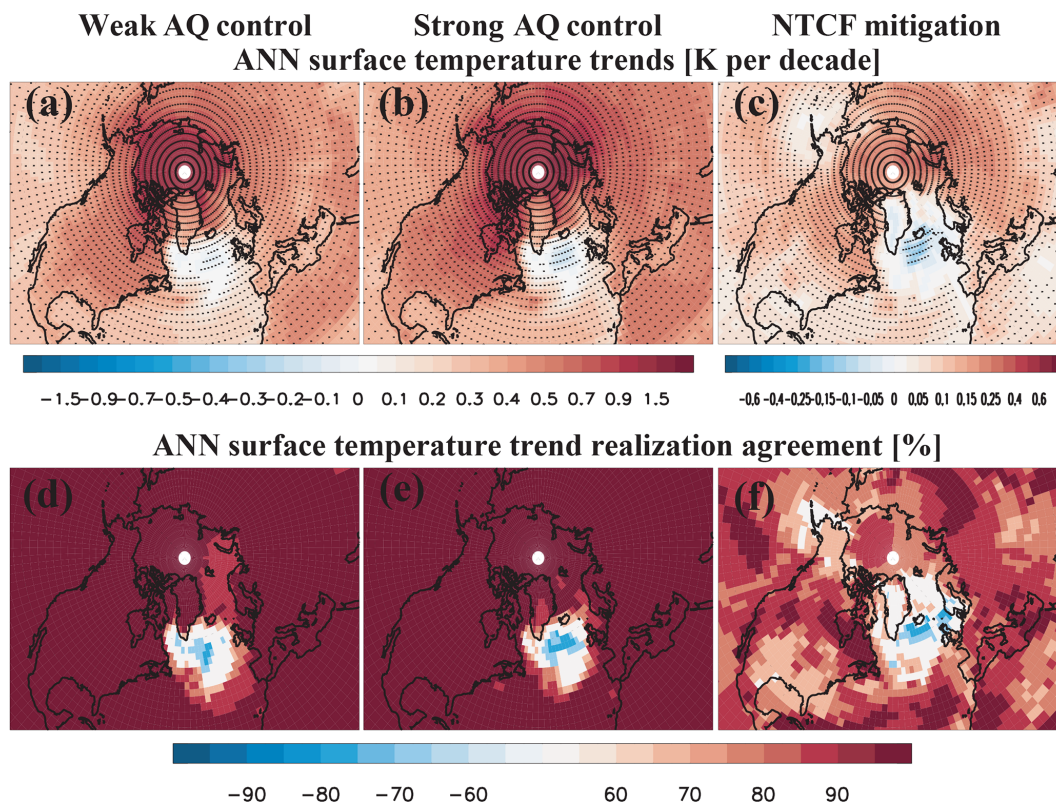 Weak AQ control Strong AQ control NTCF mitigation
ANN surface temperature trends [K per decade]
(a) (b) (c)
−1.5−0.9−0.7−0.5−0.4−0.3−0.2−0.1 0 0.1 0.2 0.3 0.4 0.5 0.7 0.9 1.5 −0.6 −0.4−0.25−0.15−0.1−0.05 0 0.05 0.1 0.15 0.25 0.4 0.6
ANN surface temperature trend realization agreement [%]
(d) (e) (f)
−90 −80 −70 −60 60 70 80 90